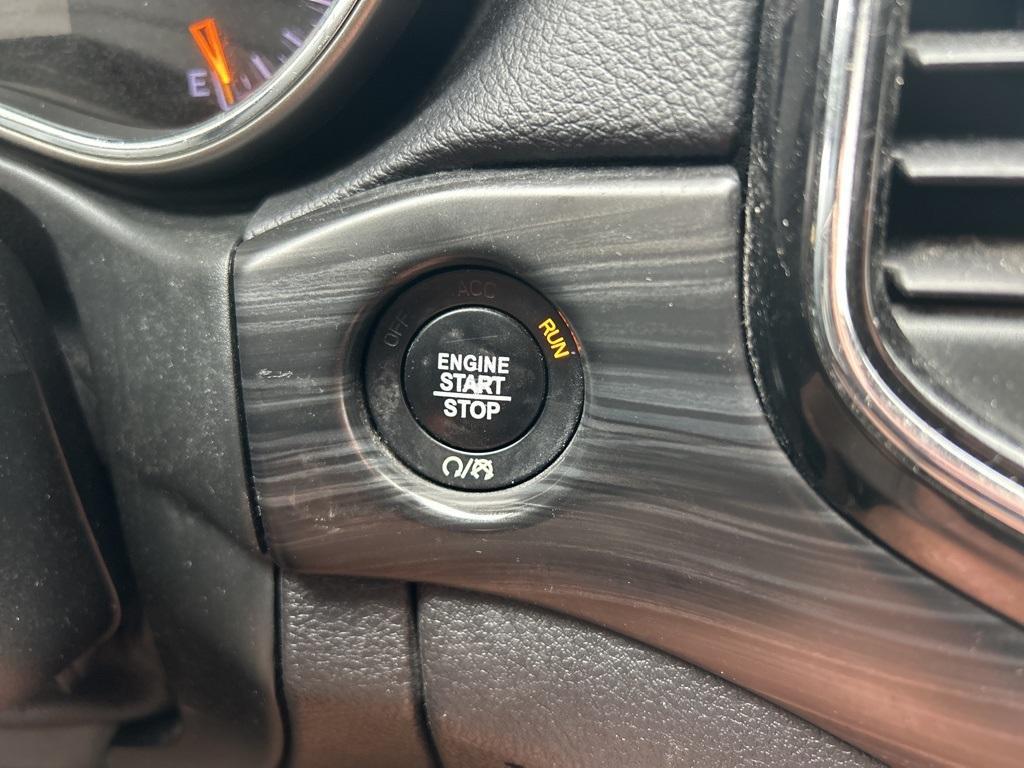 E
ACC
OFF
RUN
ENGINE
START
STOP